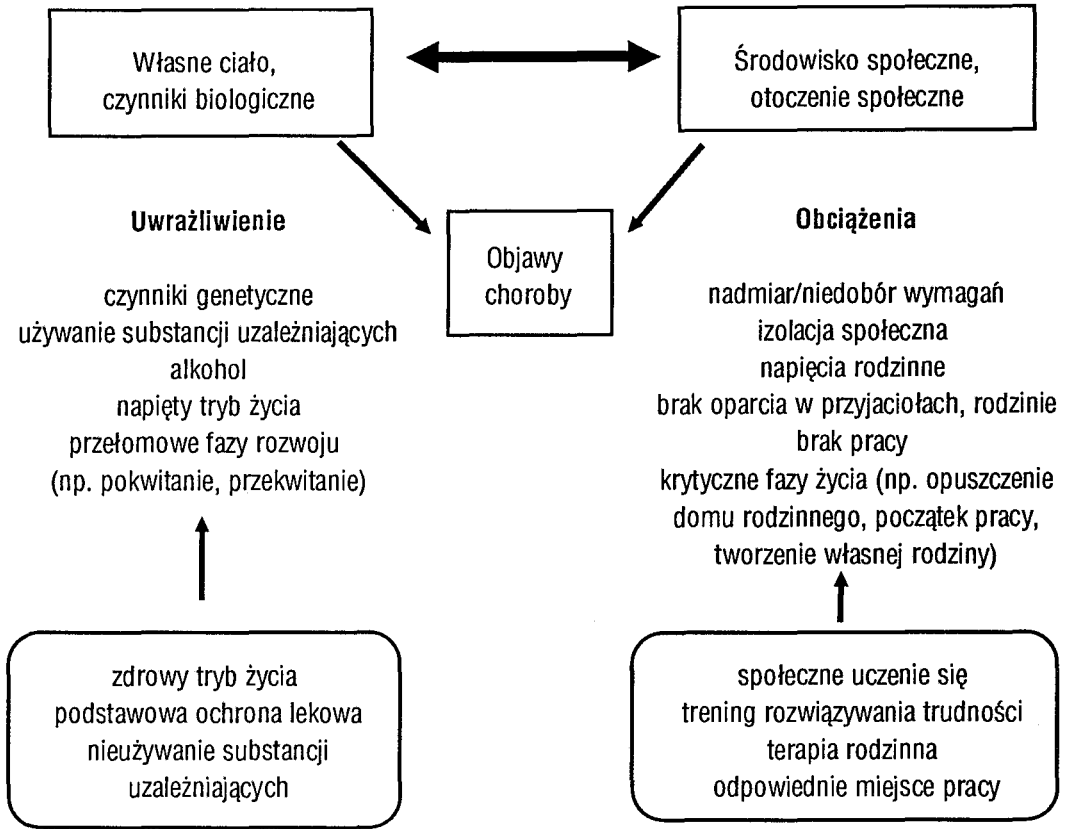 Własne ciało,
czynniki biologiczne
Środowisko społeczne,
otoczenie społeczne
Objawy
choroby
Uwrażliwienie
czynniki genetyczne
używanie substancji uzależniających
alkohol
napięty tryb życia
przełomowe fazy rozwoju
(np. pokwitanie, przekwitanie)
Obciążenia
nadmiar/niedobór wymagań
izolacja społeczna
napięcia rodzinne
brak oparcia w przyjaciołach, rodzinie
brak pracy
krytyczne fazy życia (np. opuszczenie
domu rodzinnego, początek pracy,
tworzenie własnej rodziny)
zdrowy tryb życia
podstawowa ochrona lekowa
nieużywanie substancji
uzależniających
społeczne uczenie się
trening rozwiązywania trudności
terapia rodzinna
odpowiednie miejsce pracy